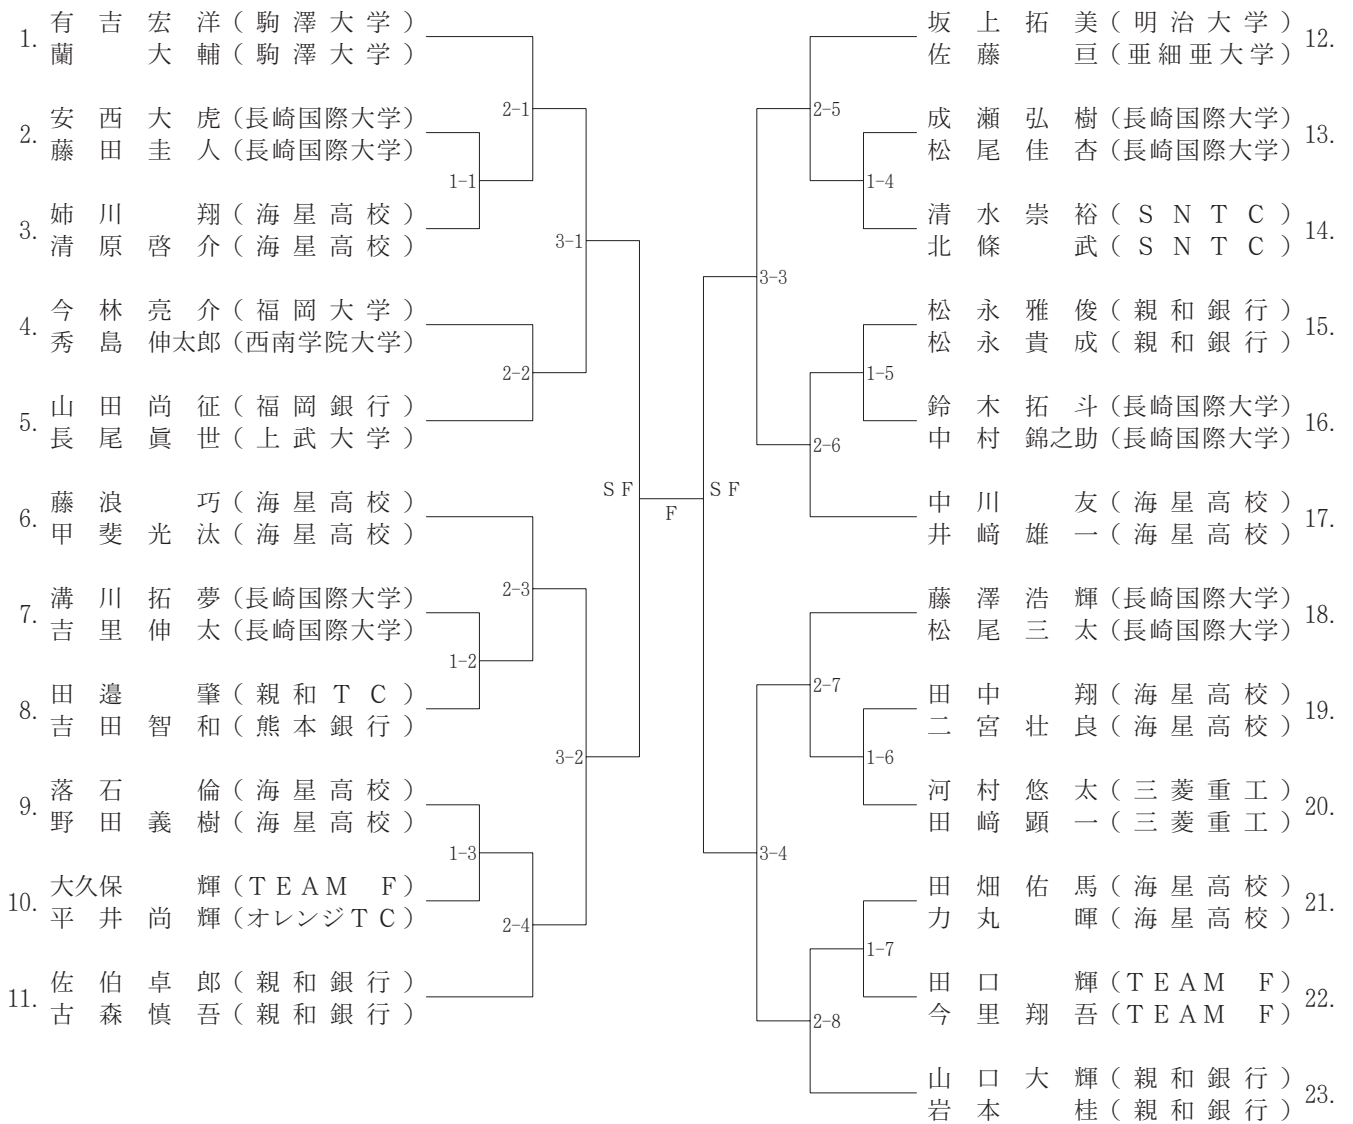 1. 有吉宏洋(駒澤大学)
蘭大輔(駒澤大学)
2. 安西大虎(長崎国際大学)
藤田圭人(長崎国際大学)
3. 姉川翔(海星高校)
清原啓介(海星高校)
4. 今林亮介(福岡大学)
秀島伸太郎(西南学院大学)
5. 山田尚征(福岡銀行)
長尾眞世(上武大学)
6. 藤浪巧(海星高校)
甲斐光汰(海星高校)
7. 溝川拓夢(長崎国際大学)
吉里伸太(長崎国際大学)
8. 田邉肇(親和TC)
吉田智和(熊本銀行)
9. 落石倫(海星高校)
野田義樹(海星高校)
10. 大久保輝(TEAM F)
平井尚輝(オレンジTC)
11. 佐伯卓郎(親和銀行)
古森慎吾(親和銀行)
1-1
1-2
1-3
2-1
2-2
2-3
2-4
3-1
3-2
SF
F
SF
3-3
3-4
2-5
2-6
2-7
2-8
1-4
1-5
1-6
1-7
坂上拓美(明治大学) 12.
佐藤亘(亜細亜大学)
成瀬弘樹(長崎国際大学) 13.
松尾佳杏(長崎国際大学)
清水崇裕(SNTC) 14.
北條武(SNTC)
松永雅俊(親和銀行) 15.
松永貴成(親和銀行)
鈴木拓斗(長崎国際大学) 16.
中村錦之助(長崎国際大学)
中川友(海星高校) 17.
井﨑雄一(海星高校)
藤澤浩輝(長崎国際大学) 18.
松尾三太(長崎国際大学)
田中翔(海星高校) 19.
二宮壮良(海星高校)
河村悠太(三菱重工) 20.
田﨑顕一(三菱重工)
田畑佑馬(海星高校) 21.
力丸暉(海星高校)
田口輝(TEAM F) 22.
今里翔吾(TEAM F)
山口大輝(親和銀行) 23.
岩本桂(親和銀行)